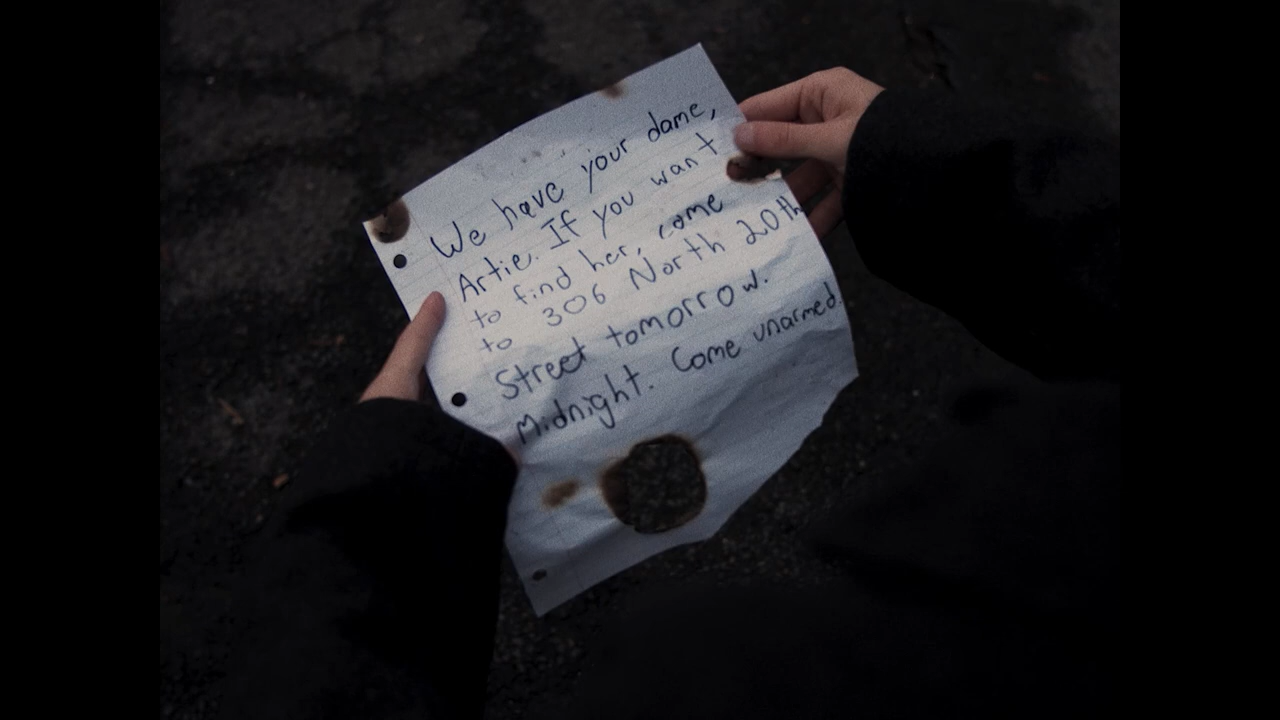 We have your dame,
Artie. If you want
to find her, come
to 306 North 20th
Street tomorrow.
Midnight. Come unarmed.